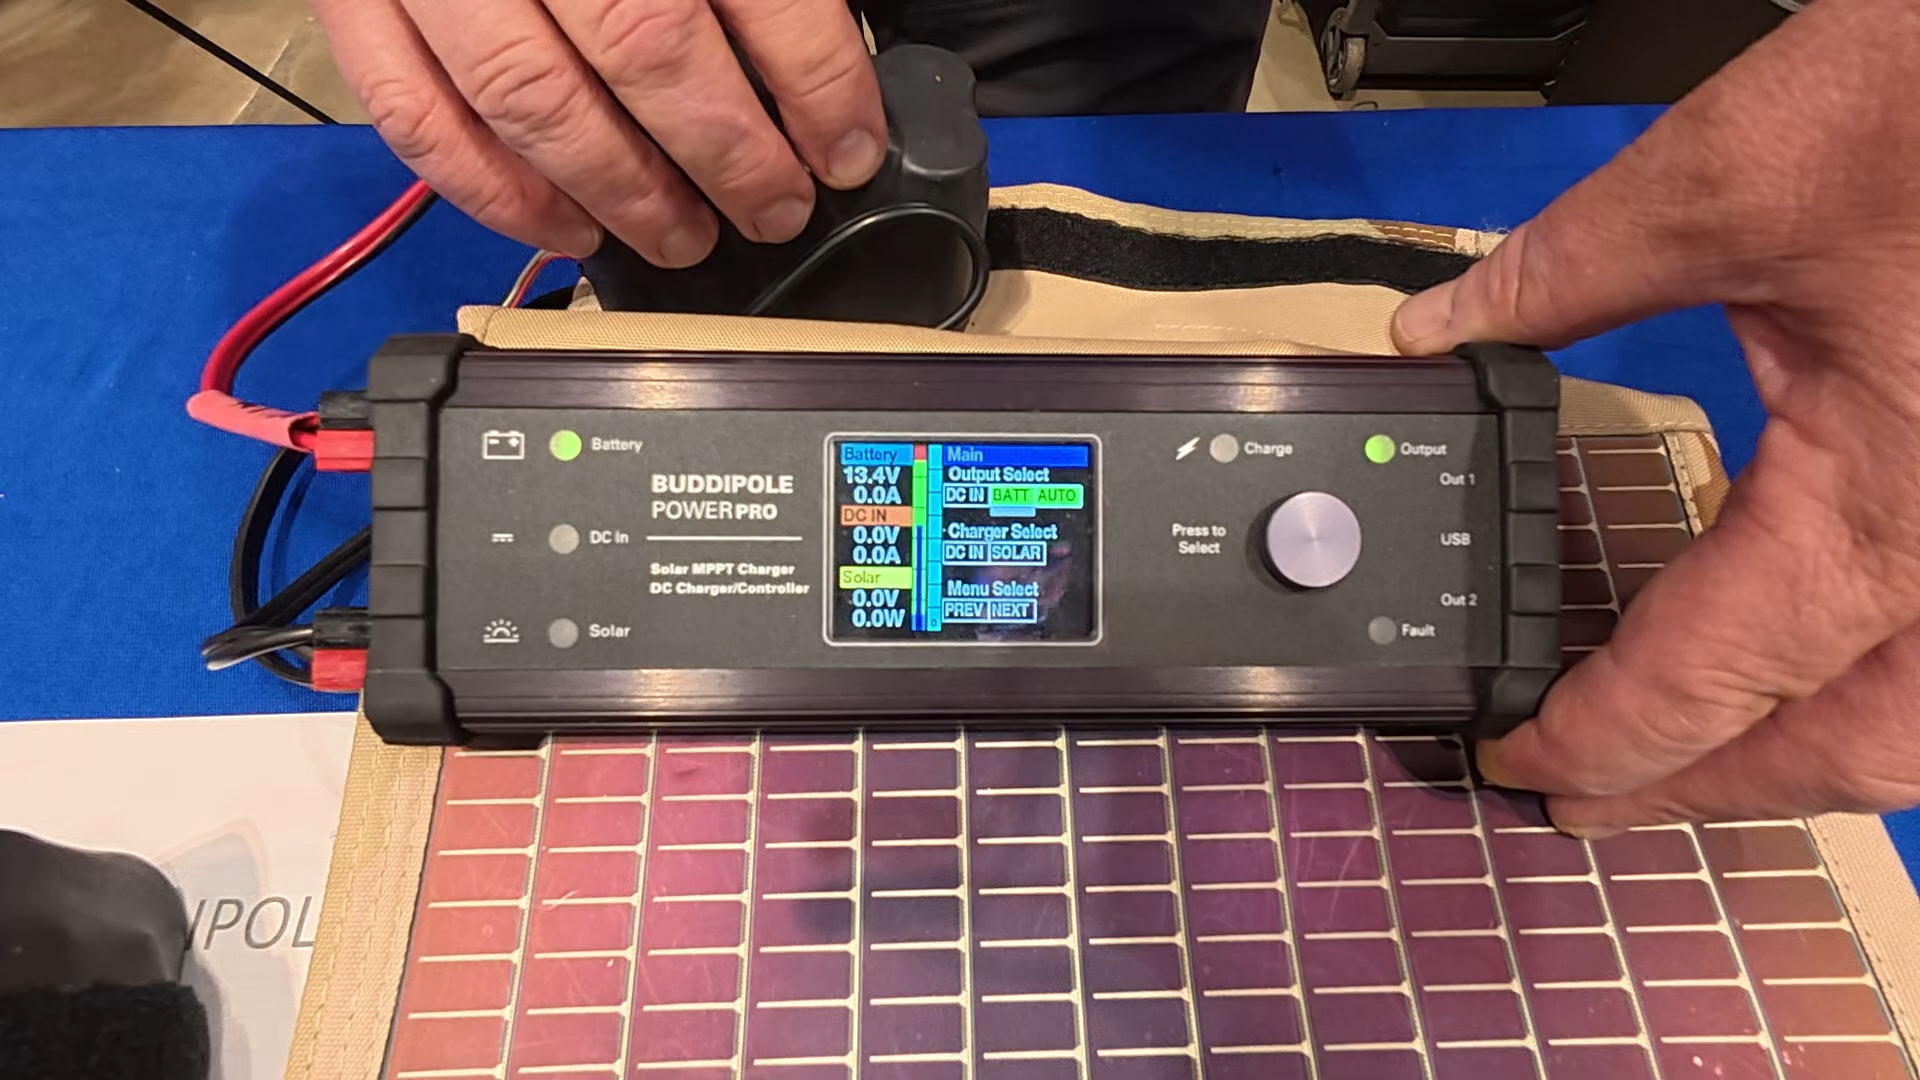 Battery
DC in
Solar
BUDDIPOLE
POWERPRO
Solar MPPT Charger
DC Charger/Controller
Battery
13.4V
0.0A
DC IN
0.0V
0.0A
Solar
0.0V
0.0W
Main
Output Select
DC IN BATT AUTO
Charger Select
DC IN SOLAR
Menu Select
PREV NEXT
Charge
Press to
Select
Output
Out 1
USB
Out 2
Fault
IPOL